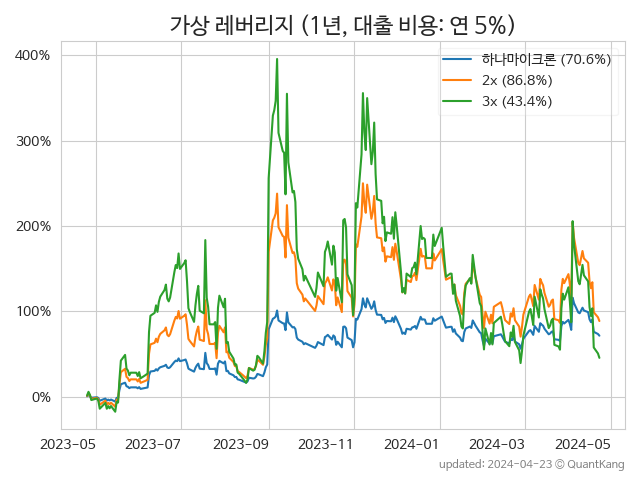 가상 레버리지 (1년, 대출 비용: 연 5%)
하나마이크론 (70.6%)
2x (86.8%)
3x (43.4%)
400%
300%
200%
100%
0%
2023-05 2023-07 2023-09 2023-11 2024-01 2024-03 2024-05
updated: 2024-04-23 © QuantKang